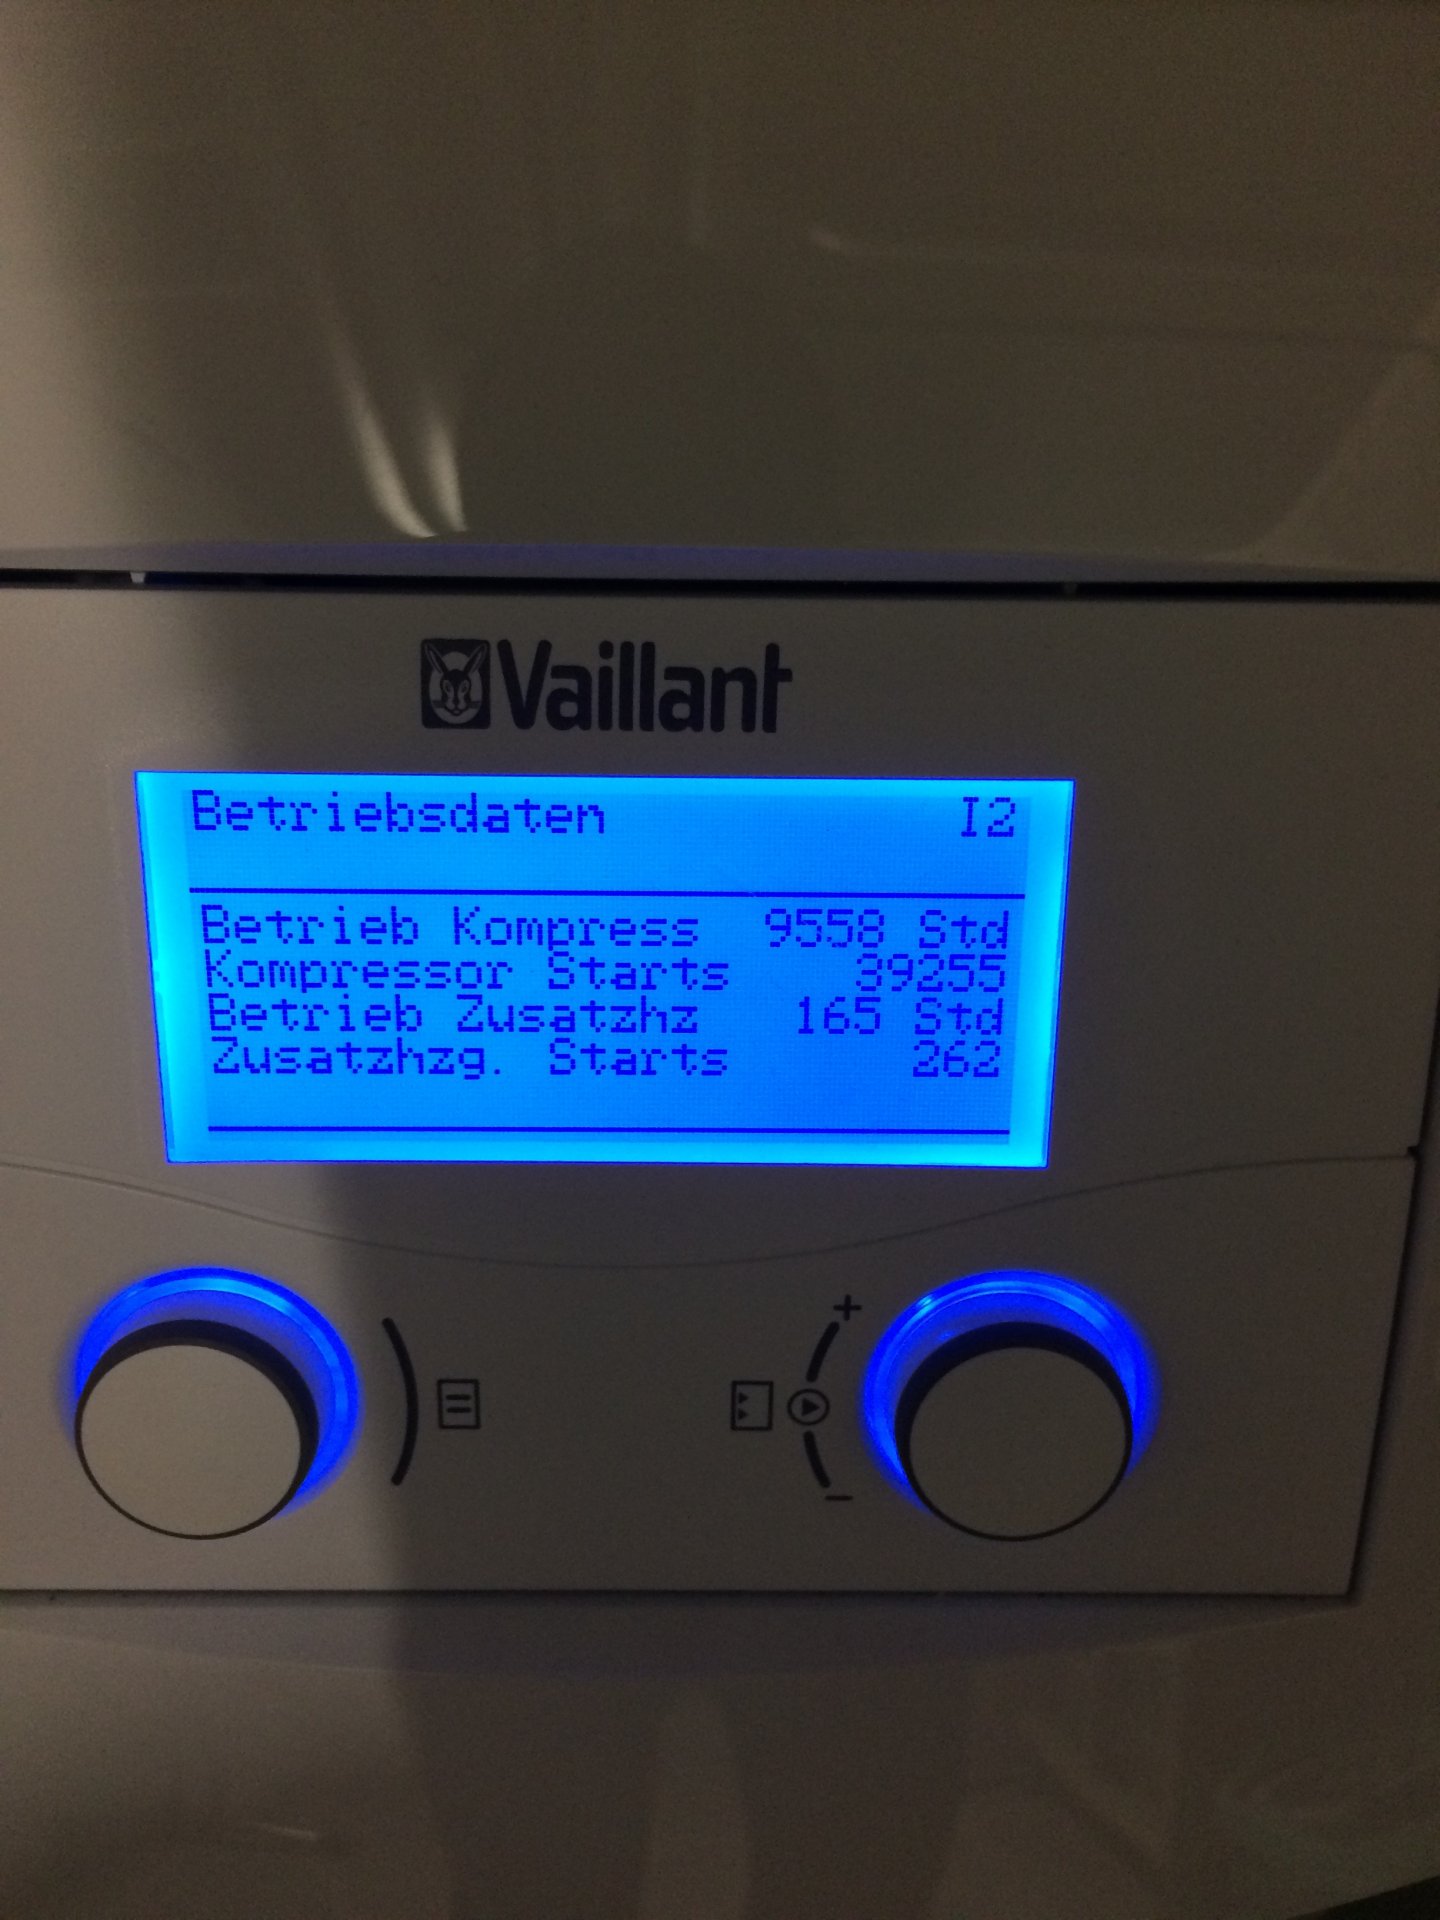 Vaillant
Betriebsdaten I2
Betrieb Kompress 9558 Std
Kompressor Starts 39255
Betrieb Zusatzhz 165 Std
Zusatzhzg. Starts 262
+
−